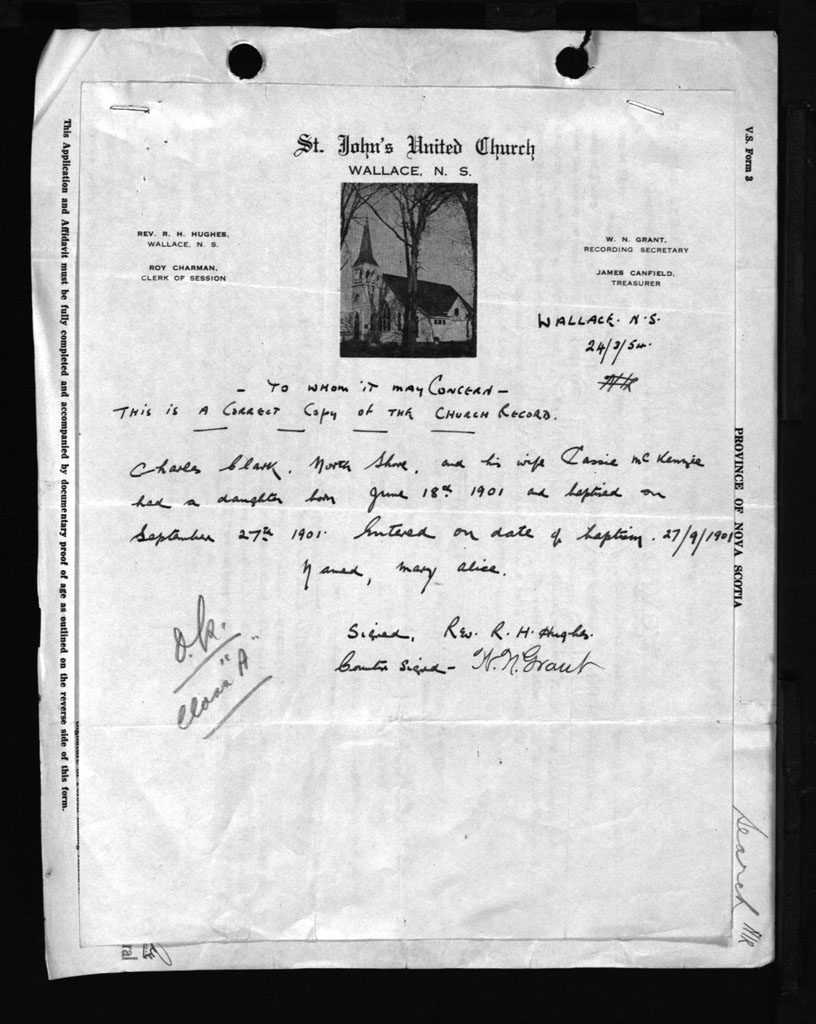 St. John's United Church
WALLACE, N. S.
REV. R. H. HUGHES,
WALLACE, N. S.
ROY CHARMAN,
CLERK OF SESSION
W. N. GRANT,
RECORDING SECRETARY
JAMES CANFIELD,
TREASURER
WALLACE. N.S.
24/3/54.
- TO WHOM IT MAY CONCERN -
THIS IS A CORRECT COPY OF THE CHURCH RECORD.
Charles Clark, North Shore, and his wife Cassie McKenzie
had a daughter born June 18th 1901 and baptised on
September 27th 1901. Entered on date of baptism. 27/9/1901
Named, Mary Alice.
Signed, Rev. R. H. Hughes.
Counter Signed - W. N. Grant
O.K.
Class "A"
This Application and Affidavit must be fully completed and accompanied by documentary proof of age as outlined on the reverse side of this form.
V.S. Form 3
PROVINCE OF NOVA SCOTIA
Search